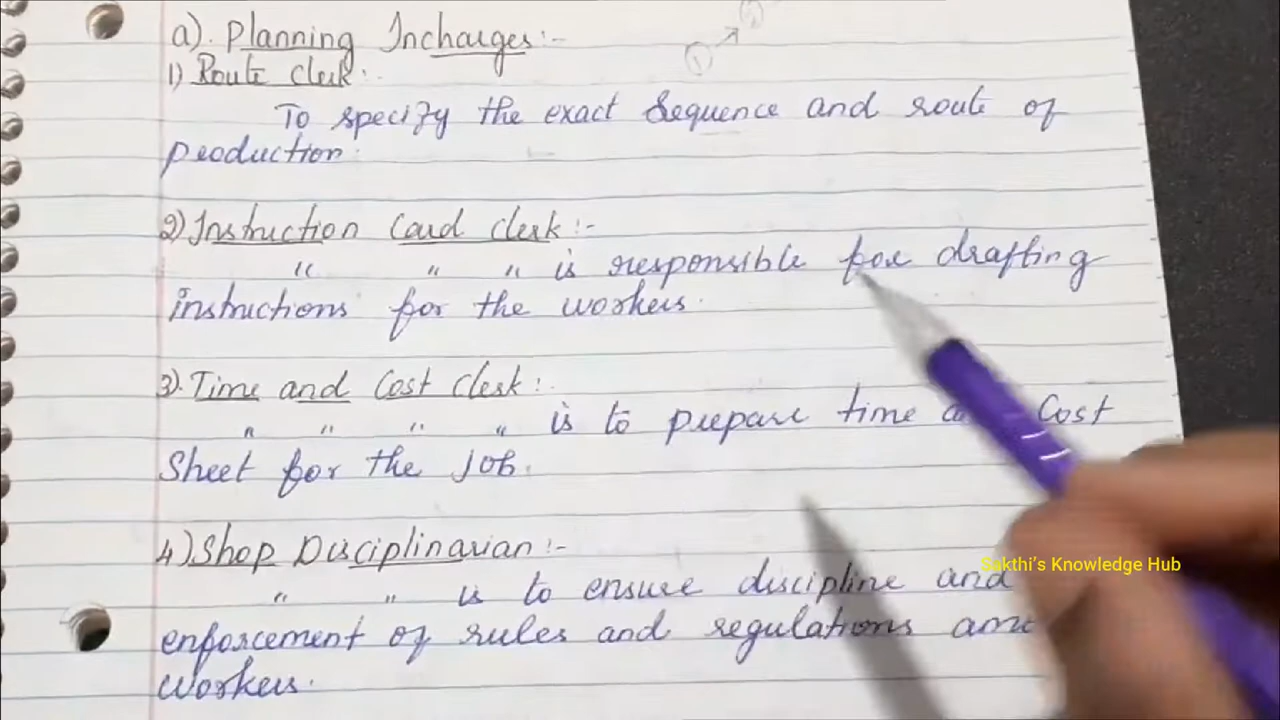 a). Planning Incharges:-
1) Route clerk:-
To specify the exact Sequence and route of
production.
2) Instruction Card clerk:-
" " " is responsible for drafting
instructions for the workers.
3). Time and Cost Clerk:-
" " " " is to prepare time Cost
Sheet for the Job.
4) Shop Disciplinarian:-
" " is to ensure discipline and
enforcement of rules and regulations
workers.
Sakthi's Knowledge Hub